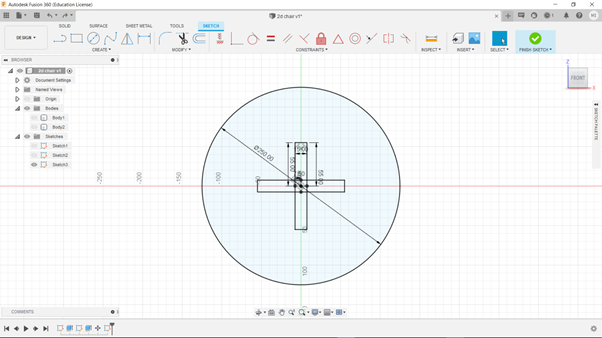 Autodesk Fusion 360 (Education License)
2d chair v1*
SOLID SURFACE SHEET METAL TOOLS SKETCH
DESIGN
CREATE MODIFY CONSTRAINTS INSPECT INSERT SELECT FINISH SKETCH
BROWSER
2d chair v1
Document Settings
Named Views
Origin
Bodies
Body1
Body2
Sketches
Sketch1
Sketch2
Sketch3
Z
FRONT
X
SKETCH PALETTE
Ø250.00
55.00
55.00
-250
-200
-150
-100
50
100
COMMENTS